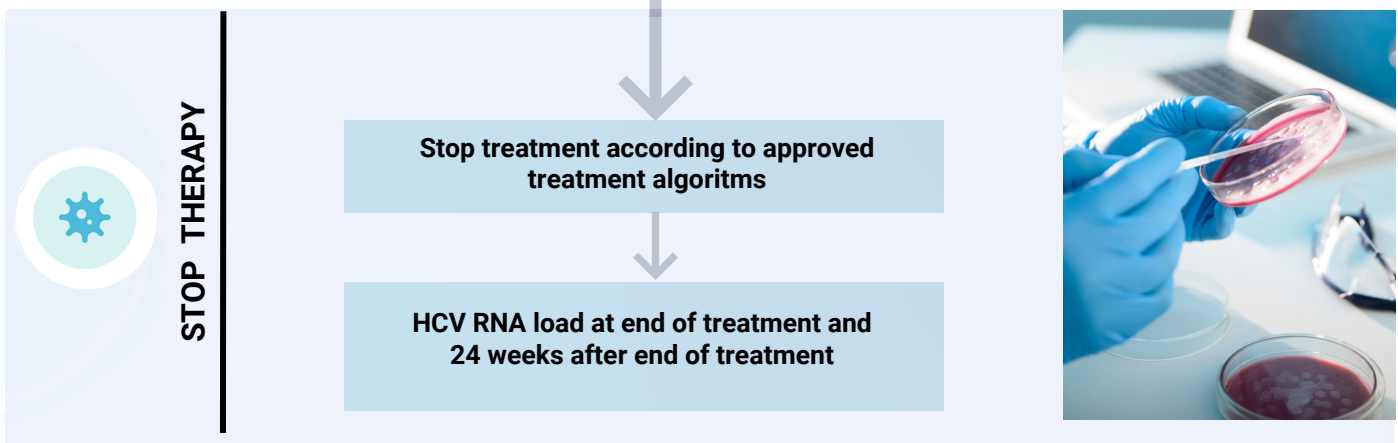 STOP THERAPY
Stop treatment according to approved
treatment algoritms
HCV RNA load at end of treatment and
24 weeks after end of treatment